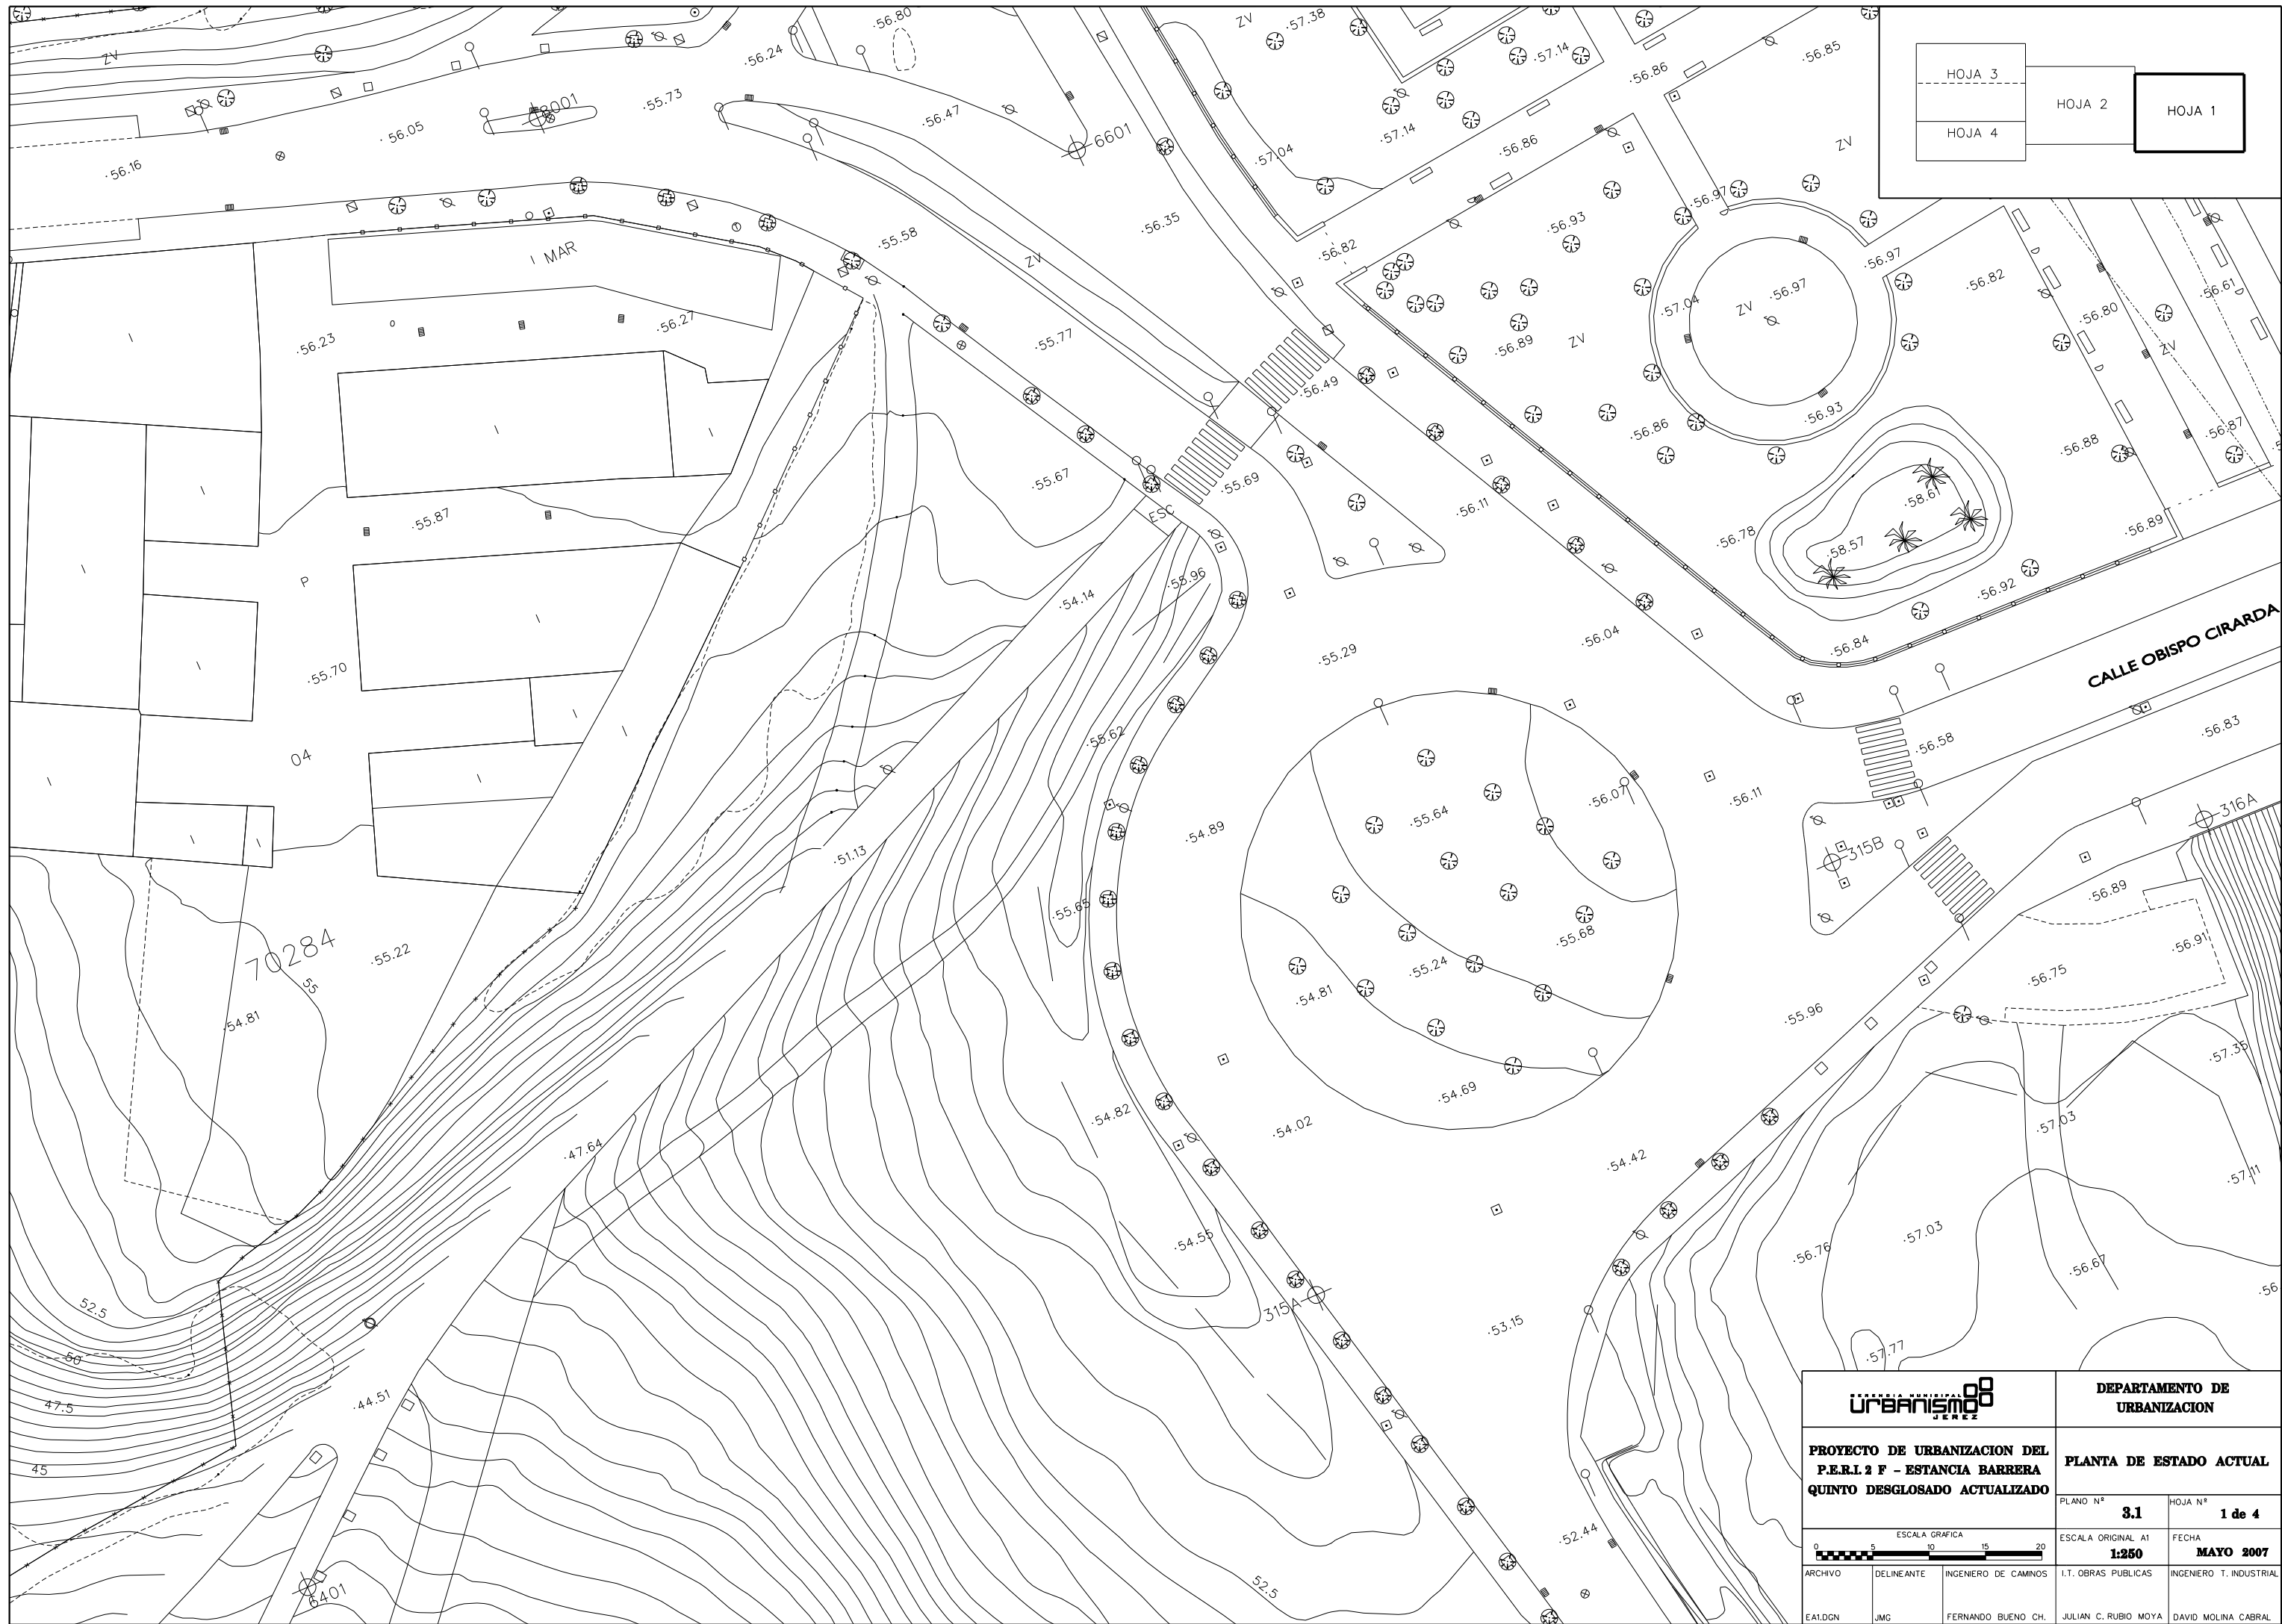 ZV
·56.24
·56.80
ZV
·57.38
·57.14
·56.85
·56.86
HOJA 3
HOJA 2
HOJA 1
HOJA 4
8001
·55.73
·56.05
·56.16
·56.47
6601
·57.14
·57.04
·56.86
ZV
·56.97
·56.93
·56.35
·55.58
·56.82
I MAR
ZV
·56.97
·56.97
·57.04
ZV
·56.82
·56.61
·56.80
ZV
·56.23
·56.27
·55.77
·56.89
ZV
·56.49
·56.93
·56.86
·56.88
·56.87
·55.67
·55.69
·56.11
·58.61
·55.87
ESC
·56.78
·58.57
·56.89
P
·55.96
·54.14
·56.92
·56.04
·56.84
·55.29
CALLE OBISPO CIRARDA
·55.70
·55.62
·56.58
·56.83
04
·56.07
·56.11
·55.64
·54.89
316A
·51.13
315B
·56.89
·55.65
·55.68
·56.91
70284
·55.22
55
·55.24
·56.75
·54.81
·54.81
·55.96
·57.35
·54.69
·54.82
·54.02
·57.03
·47.64
·54.42
·57.11
·54.55
·57.03
·56.76
·56.67
·56
52.5
315A
·53.15
50
·57.77
·44.51
47.5
45
·52.44
52.5
6401
GERENCIA MUNICIPAL
URBANISMO
JEREZ
DEPARTAMENTO DE
URBANIZACION
PROYECTO DE URBANIZACION DEL
P.E.R.I. 2 F - ESTANCIA BARRERA
QUINTO DESGLOSADO ACTUALIZADO
PLANTA DE ESTADO ACTUAL
PLANO Nº 3.1
HOJA Nº 1 de 4
ESCALA GRAFICA
0 5 10 15 20
ESCALA ORIGINAL A1
1:250
FECHA
MAYO 2007
ARCHIVO
EA1.DGN
DELINEANTE
JMG
INGENIERO DE CAMINOS
FERNANDO BUENO CH.
I.T. OBRAS PUBLICAS
JULIAN C. RUBIO MOYA
INGENIERO T. INDUSTRIAL
DAVID MOLINA CABRAL